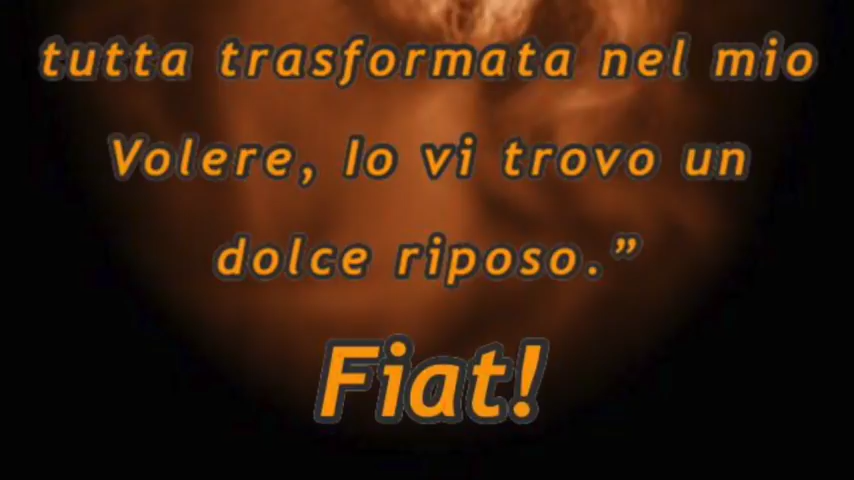 tutta trasformata nel mio
Volere, Io vi trovo un
dolce riposo.”
Fiat!